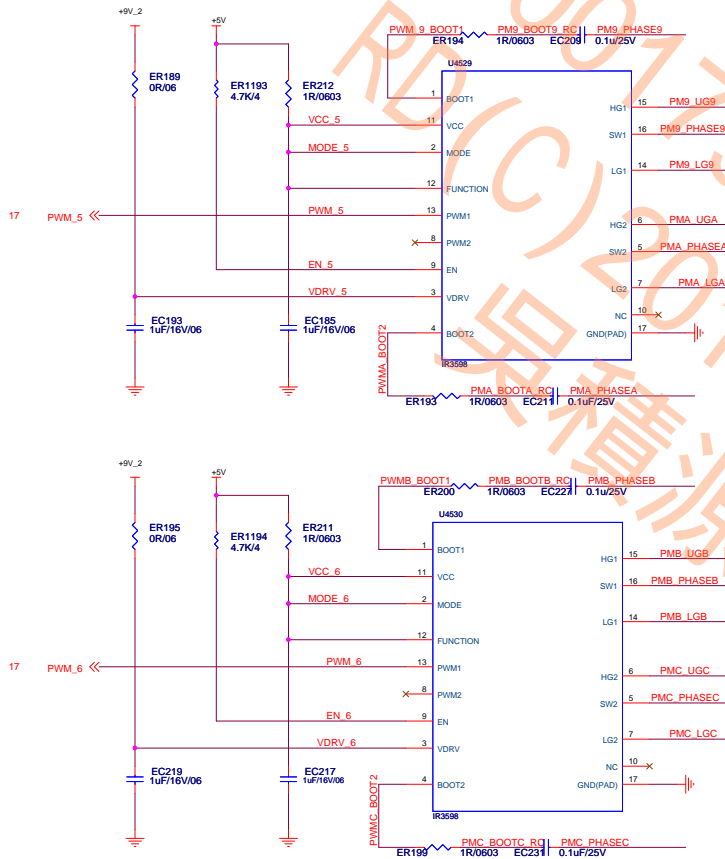 PWM_9_BOOT1 PM9_BOOT9_RC PM9_PHASE9
ER194 1R/0603 EC209 0.1u/25V
+9V_2
+5V
ER189
0R/06
ER1193
4.7K/4
ER212
1R/0603
U4529
1 BOOT1
HG1 15 PM9_UG9
VCC_5 11 VCC
SW1 16 PM9_PHASE9
MODE_5 2 MODE
LG1 14 PM9_LG9
12 FUNCTION
17 PWM_5 PWM_5 13 PWM1
HG2 6 PMA_UGA
8 PWM2
SW2 5 PMA_PHASEA
EN_5 9 EN
LG2 7 PMA_LGA
VDRV_5 3 VDRV
NC 10
4 BOOT2
GND(PAD) 17
EC193
1uF/16V/06
EC185
1uF/16V/06
PWMA_BOOT2
IR3598
PMA_BOOTA_RC PMA_PHASEA
ER193 1R/0603 EC211 0.1uF/25V
+9V_2
+5V
PWMB_BOOT1 PMB_BOOTB_RC PMB_PHASEB
ER200 1R/0603 EC227 0.1u/25V
ER195
0R/06
ER1194
4.7K/4
ER211
1R/0603
U4530
1 BOOT1
HG1 15 PMB_UGB
VCC_6 11 VCC
SW1 16 PMB_PHASEB
MODE_6 2 MODE
LG1 14 PMB_LGB
12 FUNCTION
17 PWM_6 PWM_6 13 PWM1
HG2 6 PMC_UGC
8 PWM2
SW2 5 PMC_PHASEC
EN_6 9 EN
LG2 7 PMC_LGC
VDRV_6 3 VDRV
NC 10
4 BOOT2
GND(PAD) 17
EC219
1uF/16V/06
EC217
1uF/16V/06
PWMC_BOOT2
IR3598
PMC_BOOTC_RC PMC_PHASEC
ER199 1R/0603 EC231 0.1uF/25V
RD(C)201
吳積源